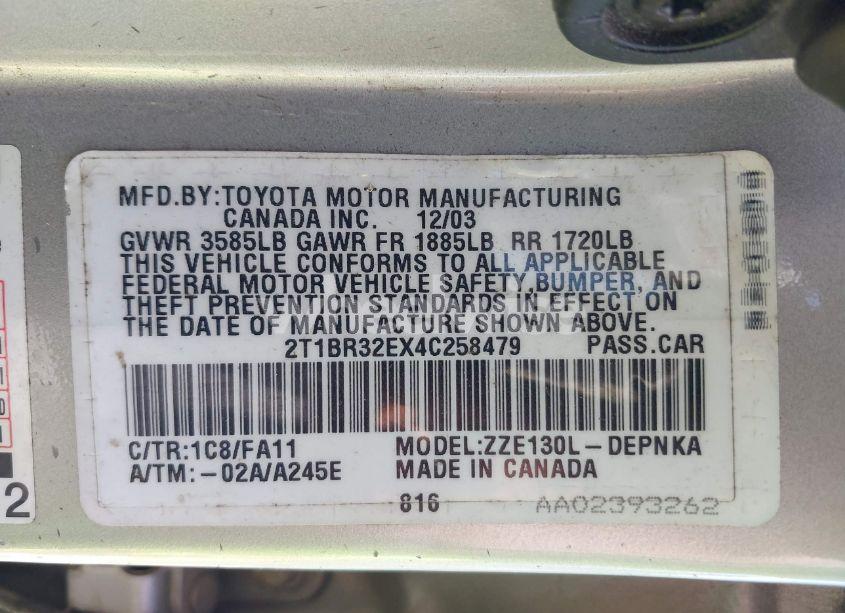 MFD.BY:TOYOTA MOTOR MANUFACTURING
CANADA INC. 12/03
GVWR 3585LB GAWR FR 1885LB RR 1720LB
THIS VEHICLE CONFORMS TO ALL APPLICABLE
FEDERAL MOTOR VEHICLE SAFETY,BUMPER, AND
THEFT PREVENTION STANDARDS IN EFFECT ON
THE DATE OF MANUFACTURE SHOWN ABOVE.
2T1BR32EX4C258479 PASS.CAR
C/TR:1C8/FA11 MODEL:ZZE130L-DEPNKA
A/TM:-02A/A245E MADE IN CANADA
816 AA02393262
2